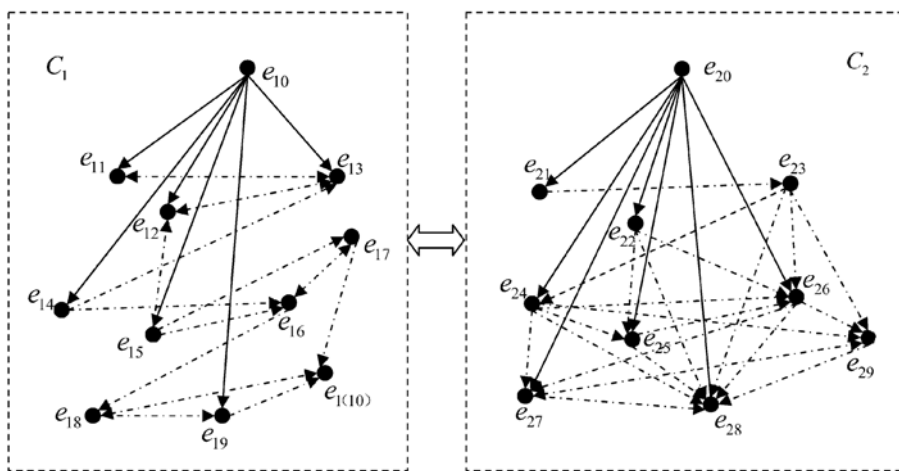 C₁
e₁₀
e₁₁
e₁₃
e₁₂
e₁₇
e₁₄
e₁₆
e₁₅
e₁₍₁₀₎
e₁₈
e₁₉
C₂
e₂₀
e₂₁
e₂₃
e₂₂
e₂₄
e₂₆
e₂₅
e₂₉
e₂₇
e₂₈